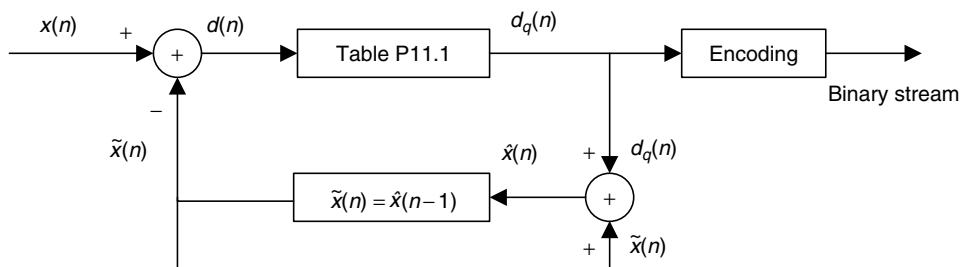 x(n)
+
+
d(n)
Table P11.1
d_q(n)
Encoding
Binary stream
−
x̃(n)
x̃(n) = x̂(n−1)
x̂(n)
+
d_q(n)
+
+
x̃(n)